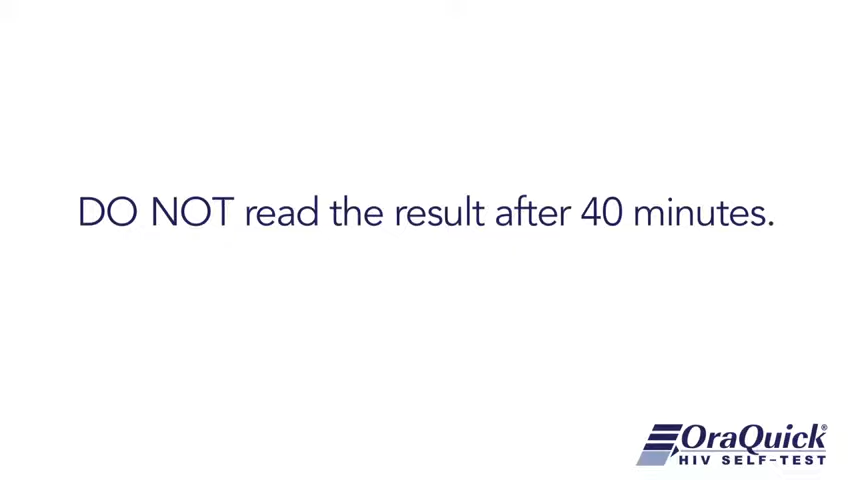 DO NOT read the result after 40 minutes.
OraQuick®
HIV SELF-TEST